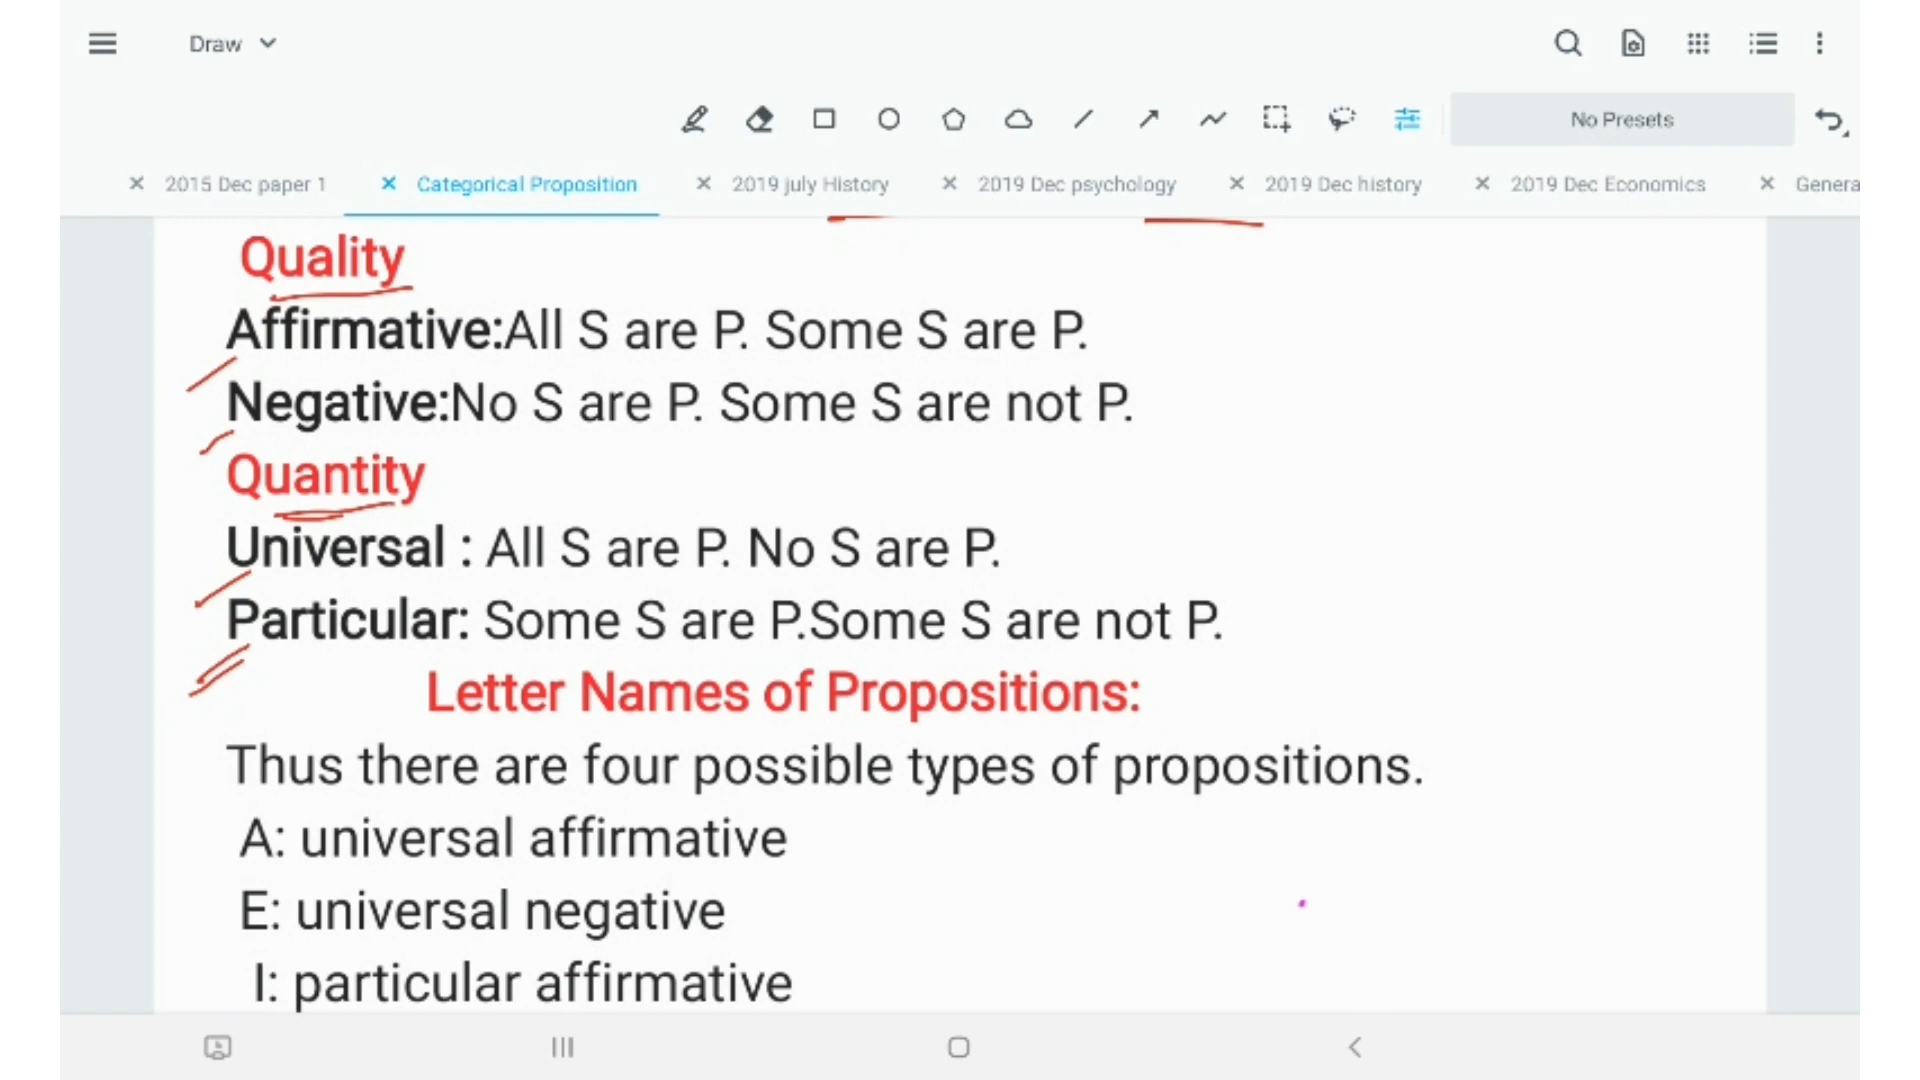 Draw
No Presets
2015 Dec paper 1
Categorical Proposition
2019 july History
2019 Dec psychology
2019 Dec history
2019 Dec Economics
Genera
Quality
Affirmative:All S are P. Some S are P.
Negative:No S are P. Some S are not P.
Quantity
Universal : All S are P. No S are P.
Particular: Some S are P.Some S are not P.
Letter Names of Propositions:
Thus there are four possible types of propositions.
A: universal affirmative
E: universal negative
I: particular affirmative